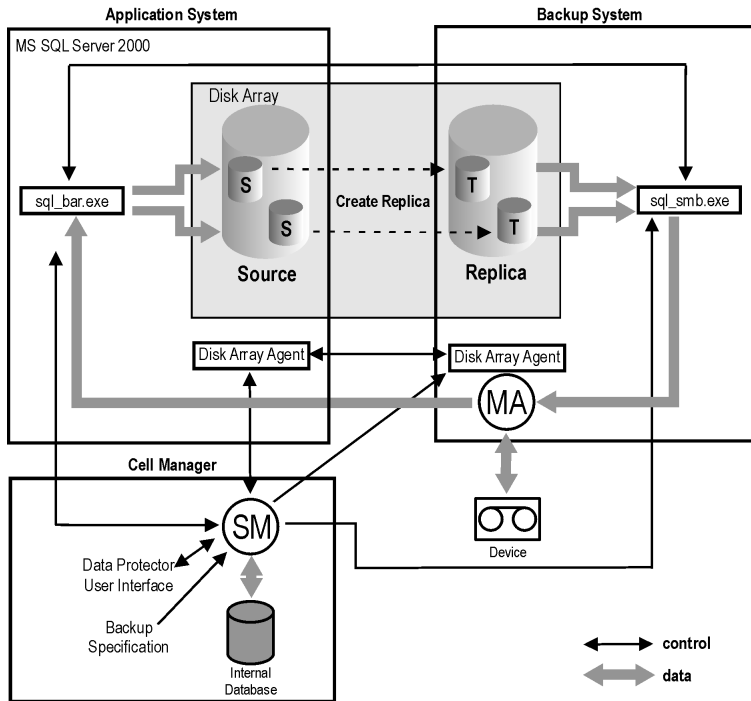 Application System
Backup System
MS SQL Server 2000
Disk Array
S
T
sql_bar.exe
Create Replica
sql_smb.exe
S
T
Source
Replica
Disk Array Agent
Disk Array Agent
MA
Cell Manager
SM
Device
Data Protector
User Interface
Backup
Specification
Internal
Database
control
data